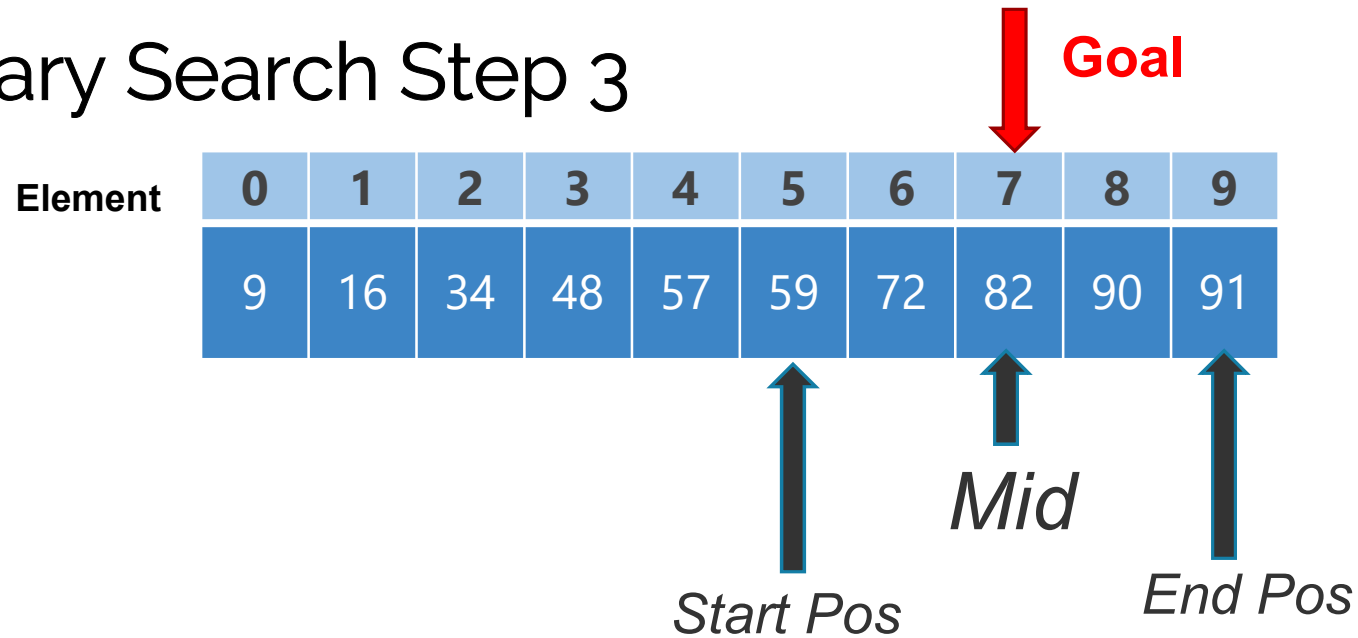 ary Search Step 3
Goal
Element 0 1 2 3 4 5 6 7 8 9
9 16 34 48 57 59 72 82 90 91
Mid
Start Pos
End Pos